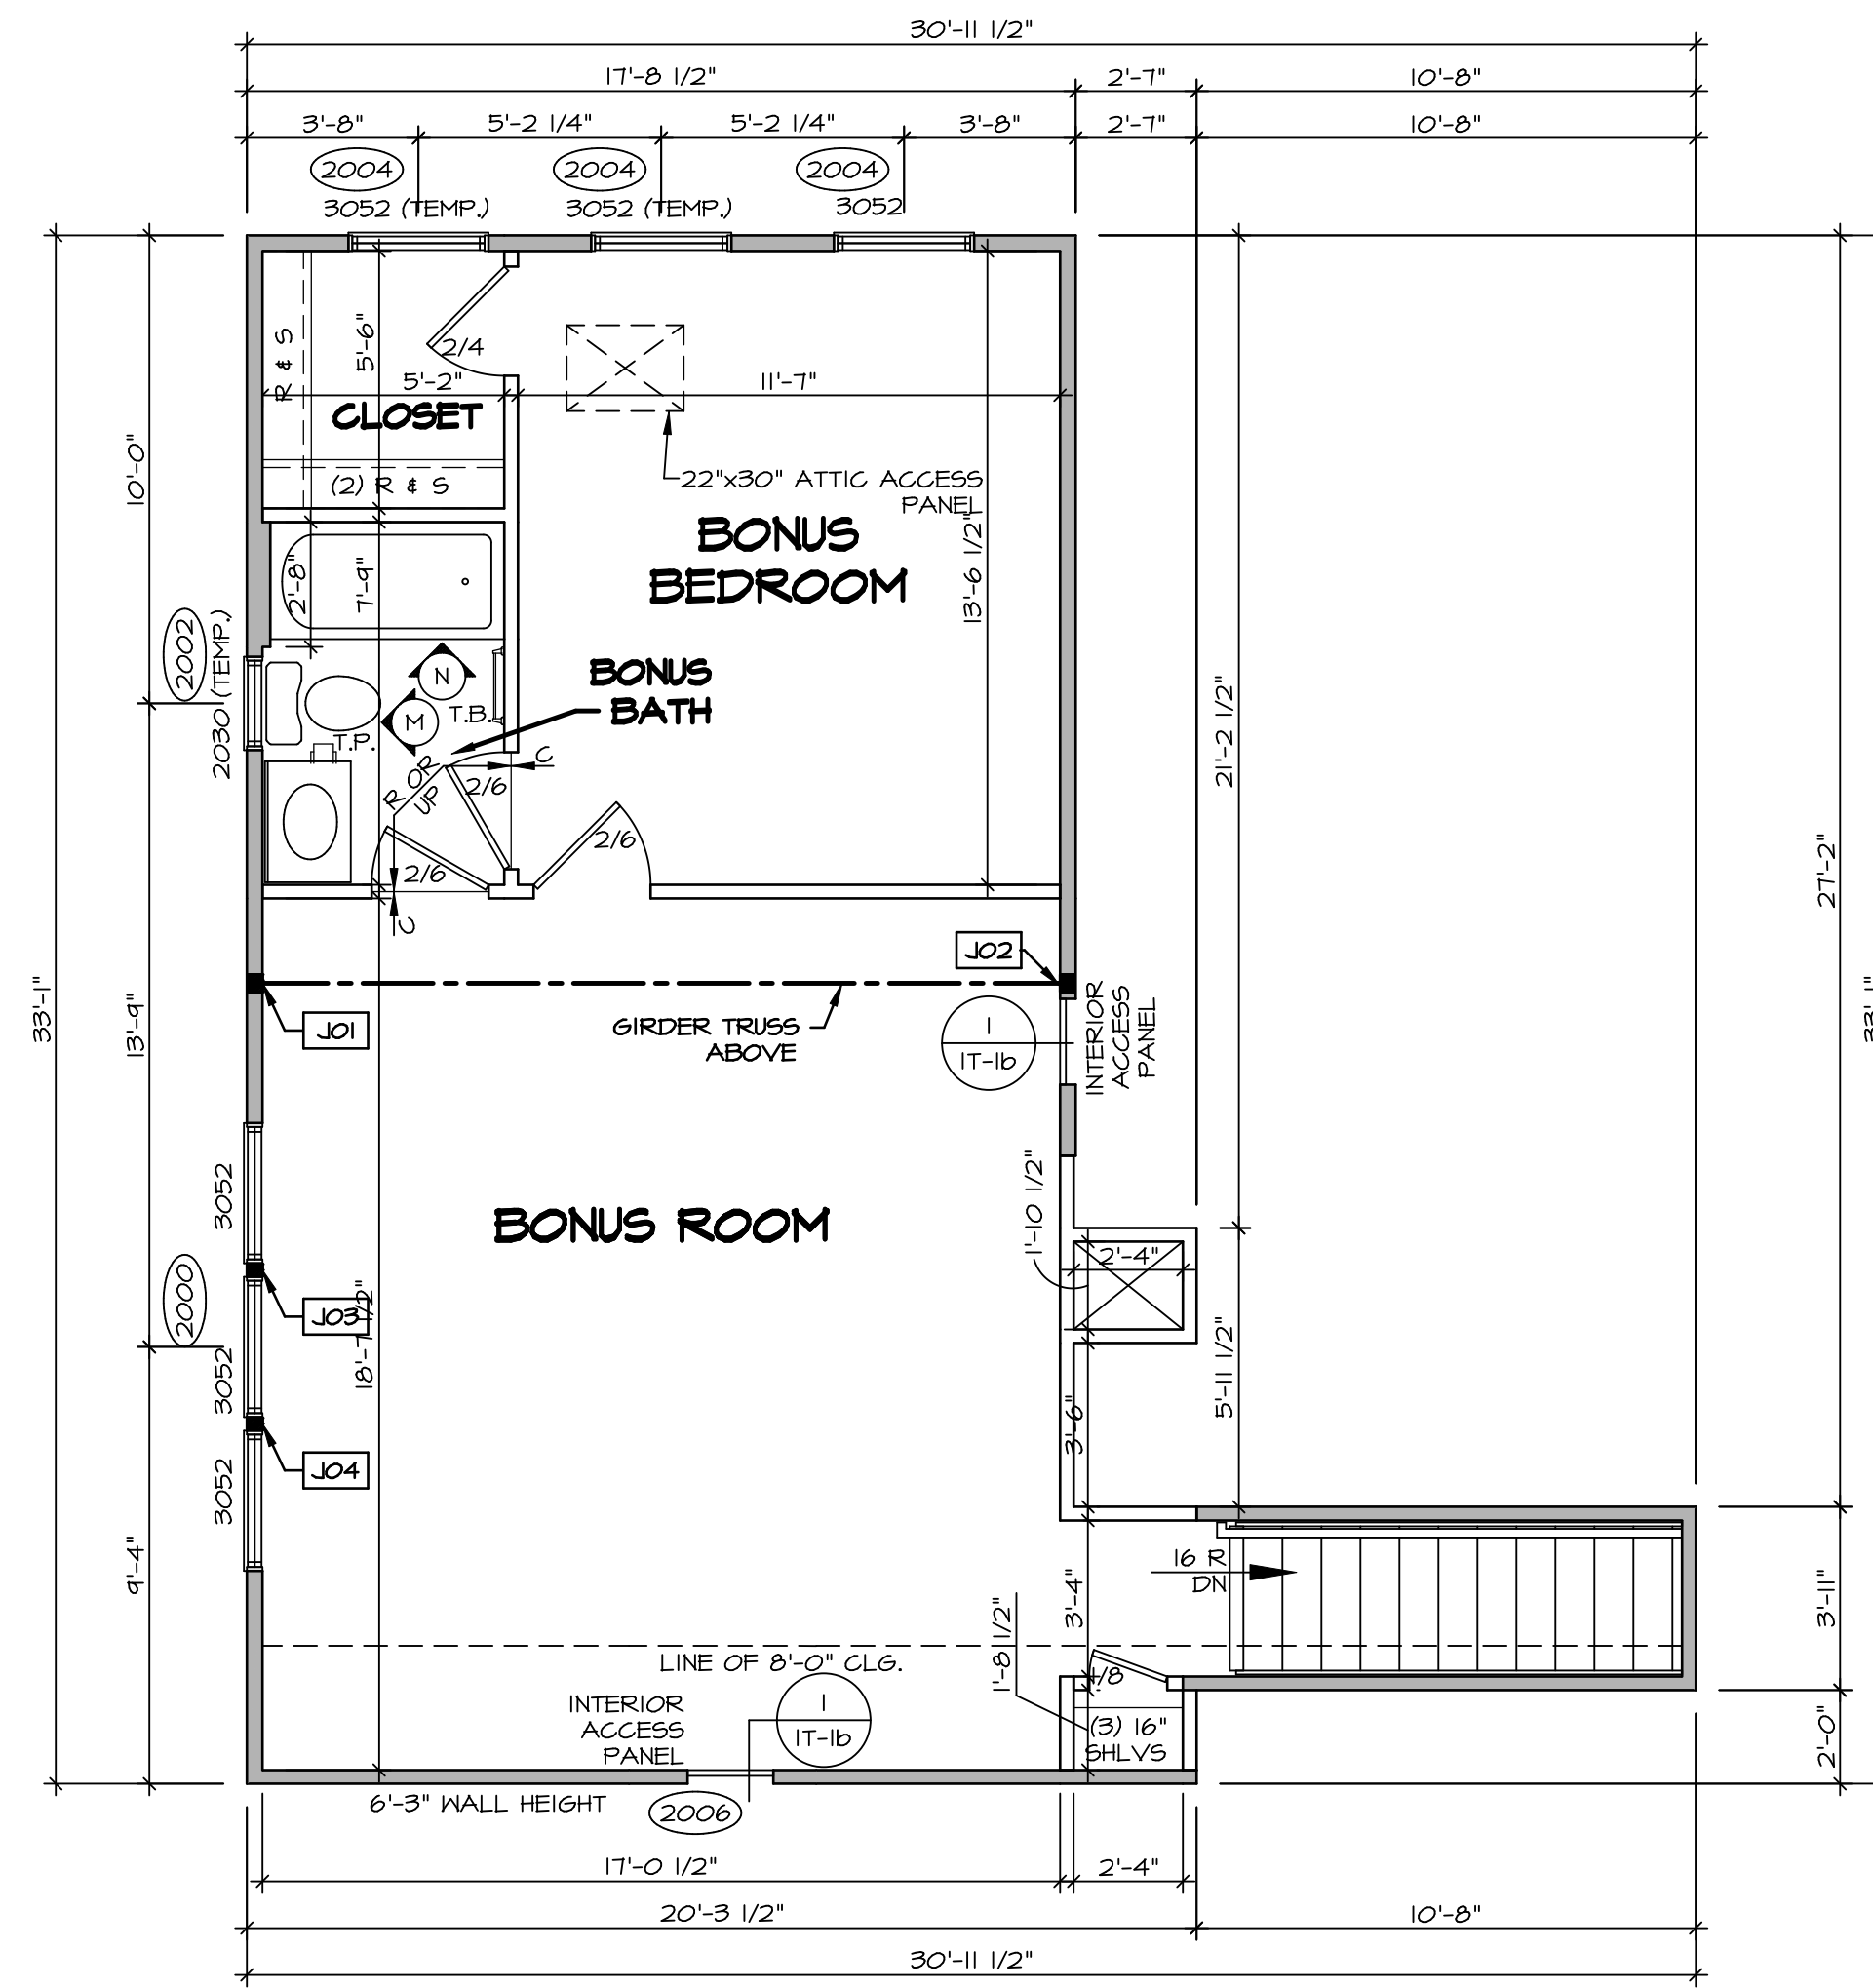 30'-11 1/2"
17'-8 1/2" 2'-7" 10'-8"
3'-8" 5'-2 1/4" 5'-2 1/4" 3'-8" 2'-7" 10'-8"
2004 2004 2004
3052 (TEMP.) 3052 (TEMP.) 3052
R & S
5'-6"
2/4
5'-2" 11'-7"
CLOSET
(2) R & S
22"x30" ATTIC ACCESS
PANEL
10'-0"
BONUS
BEDROOM
13'-6 1/2"
2'-8"
7'-9"
2002
2030 (TEMP.)
N
M
T.B.
T.P.
BONUS
BATH
21'-2 1/2"
27'-2"
R OR
UP
C
2/6
2/6
2/6
C
J02
J01
GIRDER TRUSS
ABOVE
1
1T-1b
INTERIOR
ACCESS
PANEL
33'-1"
13'-9"
33'-1"
3052
BONUS ROOM
1'-10 1/2"
2'-4"
2000
J03
18'-7 1/2"
3052
3'-6"
5'-11 1/2"
J04
3052
9'-4"
16 R
DN
3'-4"
3'-11"
1'-8 1/2"
LINE OF 8'-0" CLG.
1/8
INTERIOR
ACCESS
PANEL
1
1T-1b
(3) 16"
SHLVS
2'-0"
6'-3" WALL HEIGHT
2006
17'-0 1/2" 2'-4"
20'-3 1/2" 10'-8"
30'-11 1/2"